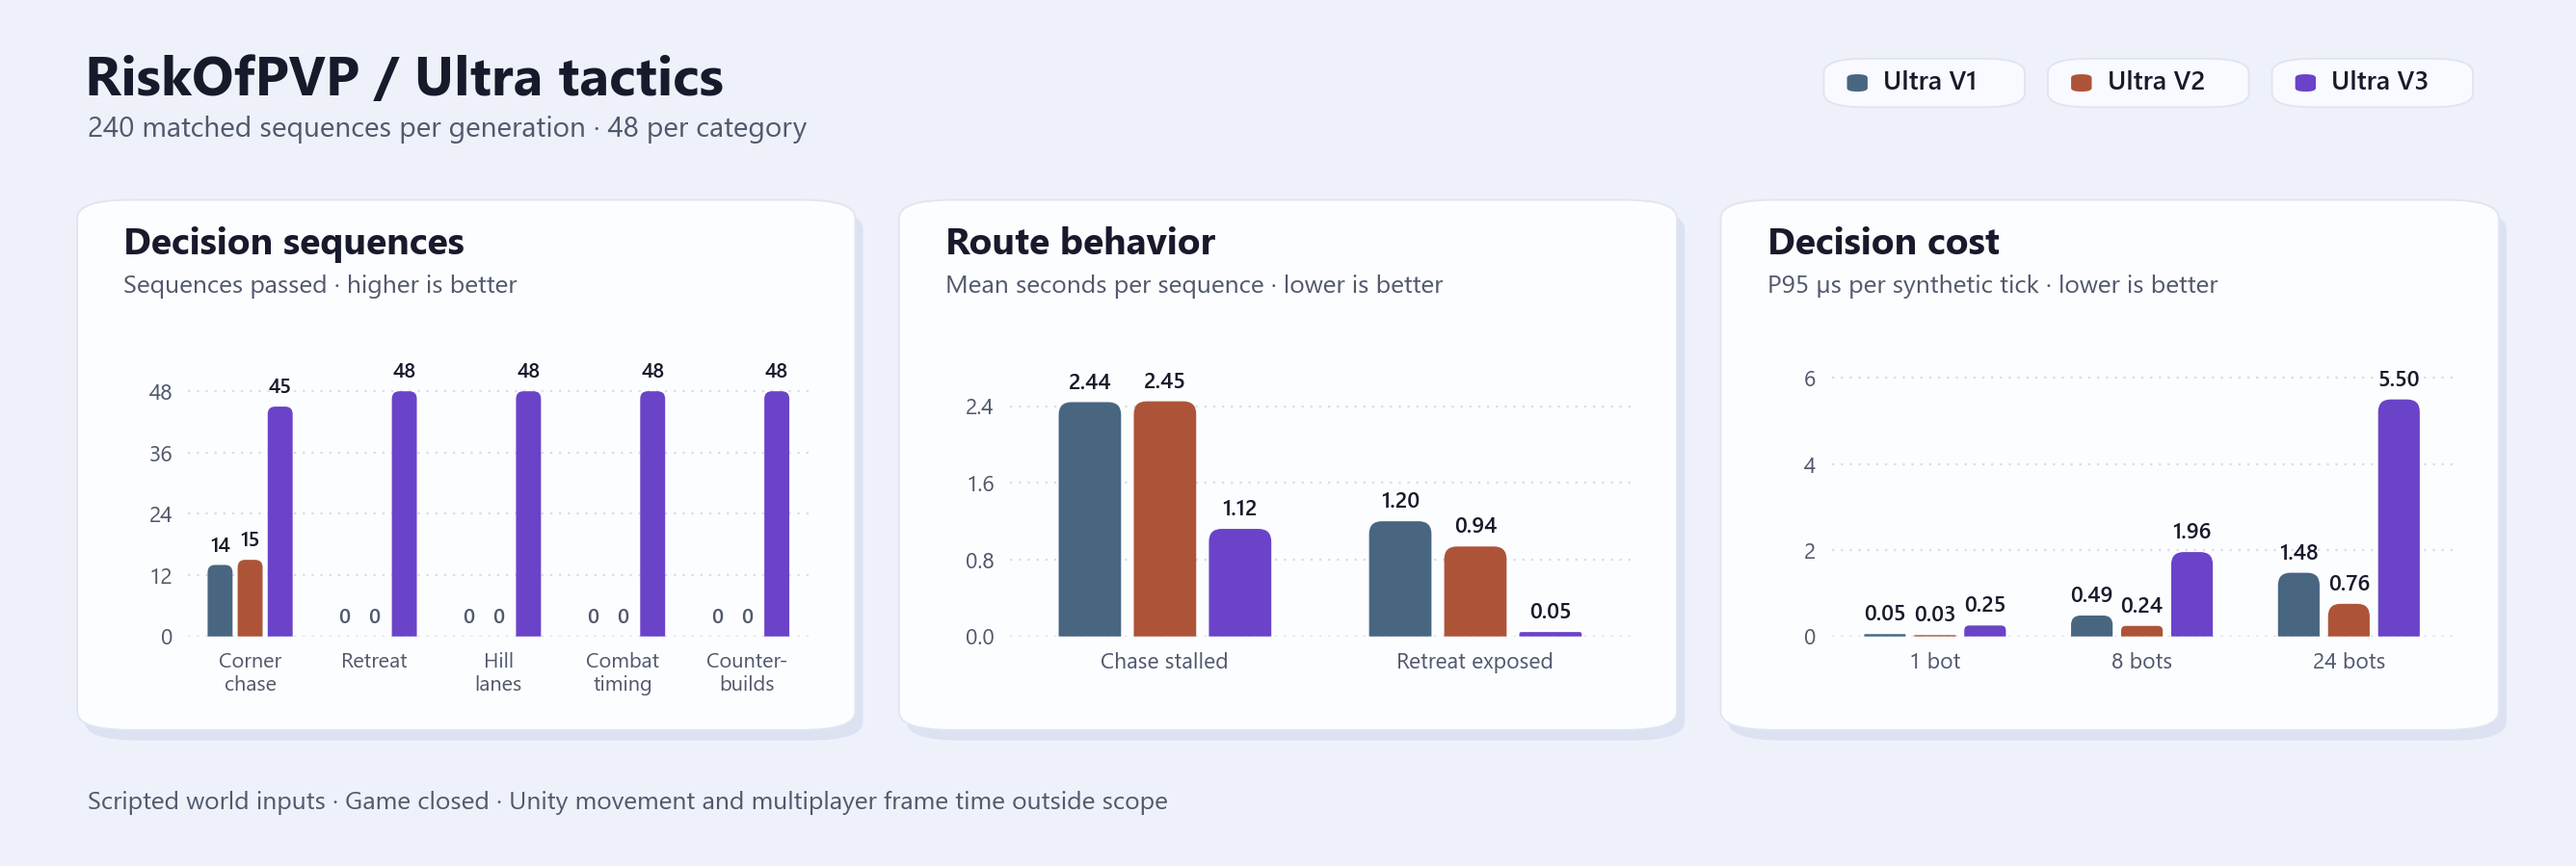 RiskOfPVP / Ultra tactics
240 matched sequences per generation · 48 per category
Ultra V1
Ultra V2
Ultra V3
Decision sequences
Sequences passed · higher is better
48
36
24
12
0
14
15
45
0
0
48
0
0
48
0
0
48
0
0
48
Corner
chase
Retreat
Hill
lanes
Combat
timing
Counter-
builds
Route behavior
Mean seconds per sequence · lower is better
2.4
1.6
0.8
0.0
2.44
2.45
1.12
1.20
0.94
0.05
Chase stalled
Retreat exposed
Decision cost
P95 µs per synthetic tick · lower is better
6
4
2
0
0.05
0.03
0.25
0.49
0.24
1.96
1.48
0.76
5.50
1 bot
8 bots
24 bots
Scripted world inputs · Game closed · Unity movement and multiplayer frame time outside scope